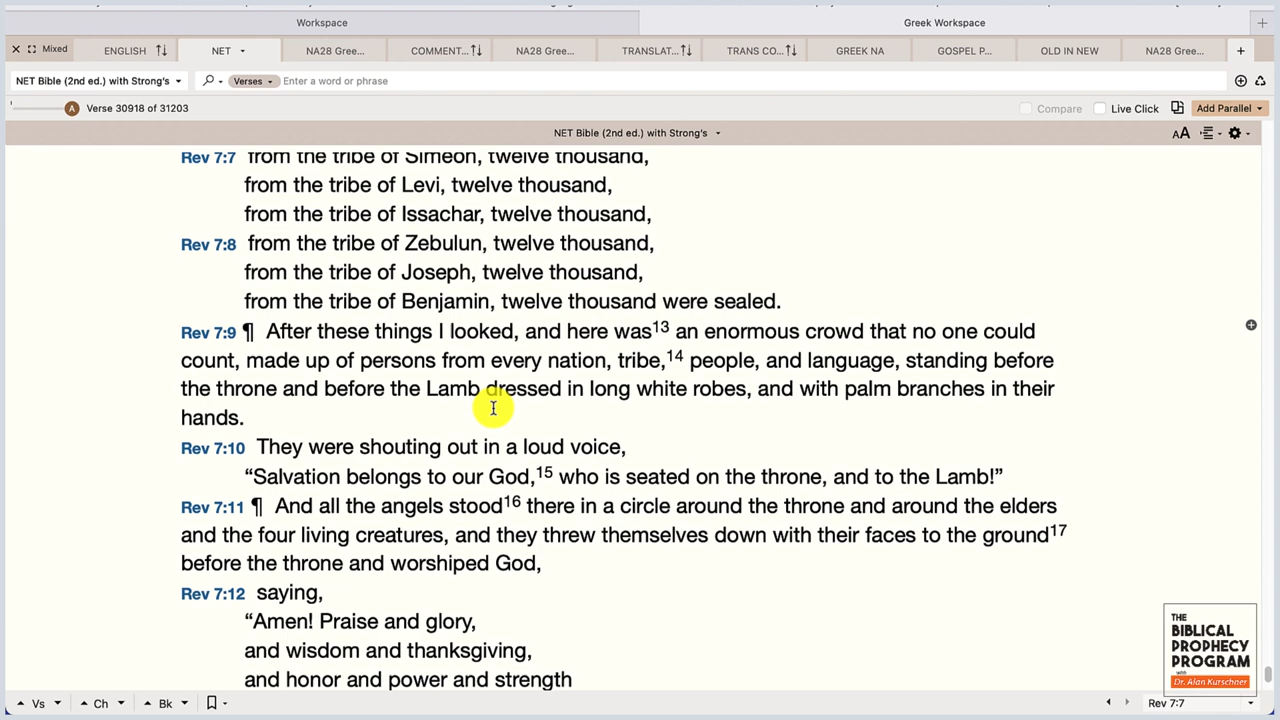 Workspace
Greek Workspace
Mixed
ENGLISH
NET
NA28 Gree...
COMMENT...
NA28 Gree...
TRANSLAT...
TRANS CO...
GREEK NA
GOSPEL P...
OLD IN NEW
NA28 Gree...
NET Bible (2nd ed.) with Strong's
Verses
Enter a word or phrase
A
Verse 30918 of 31203
Compare
Live Click
Add Parallel
NET Bible (2nd ed.) with Strong's
AA
Rev 7:7 from the tribe of Simeon, twelve thousand,
from the tribe of Levi, twelve thousand,
from the tribe of Issachar, twelve thousand,
Rev 7:8 from the tribe of Zebulun, twelve thousand,
from the tribe of Joseph, twelve thousand,
from the tribe of Benjamin, twelve thousand were sealed.
Rev 7:9 ¶ After these things I looked, and here was13 an enormous crowd that no one could
count, made up of persons from every nation, tribe,14 people, and language, standing before
the throne and before the Lamb dressed in long white robes, and with palm branches in their
hands.
Rev 7:10 They were shouting out in a loud voice,
“Salvation belongs to our God,15 who is seated on the throne, and to the Lamb!”
Rev 7:11 ¶ And all the angels stood16 there in a circle around the throne and around the elders
and the four living creatures, and they threw themselves down with their faces to the ground17
before the throne and worshiped God,
Rev 7:12 saying,
“Amen! Praise and glory,
and wisdom and thanksgiving,
and honor and power and strength
THE
BIBLICAL
PROPHECY
PROGRAM
with
Dr. Alan Kurschner
Vs
Ch
Bk
Rev 7:7